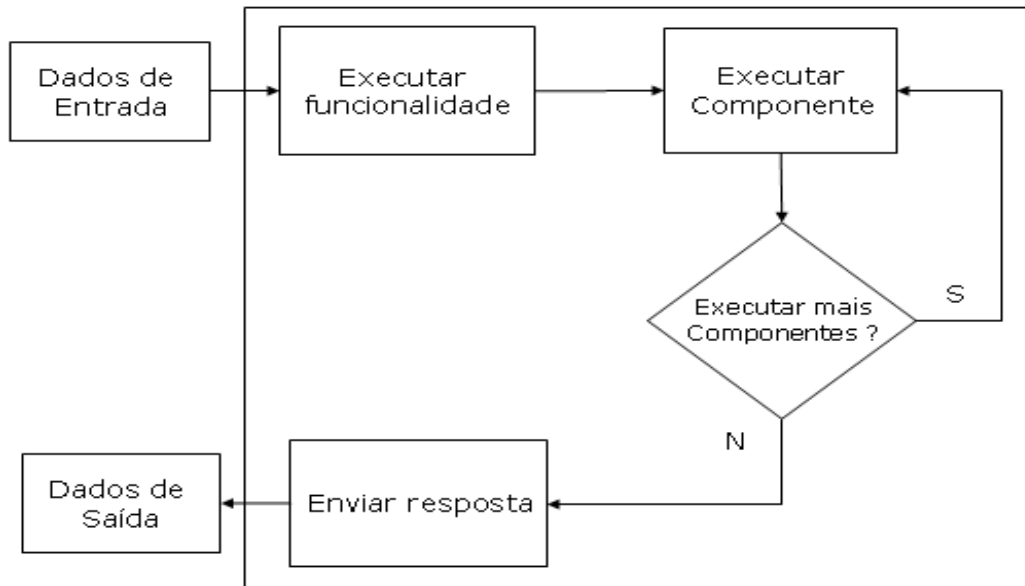 Dados de
Entrada
Executar
funcionalidade
Executar
Componente
Executar mais
Componentes ?
S
N
Enviar resposta
Dados de
Saída